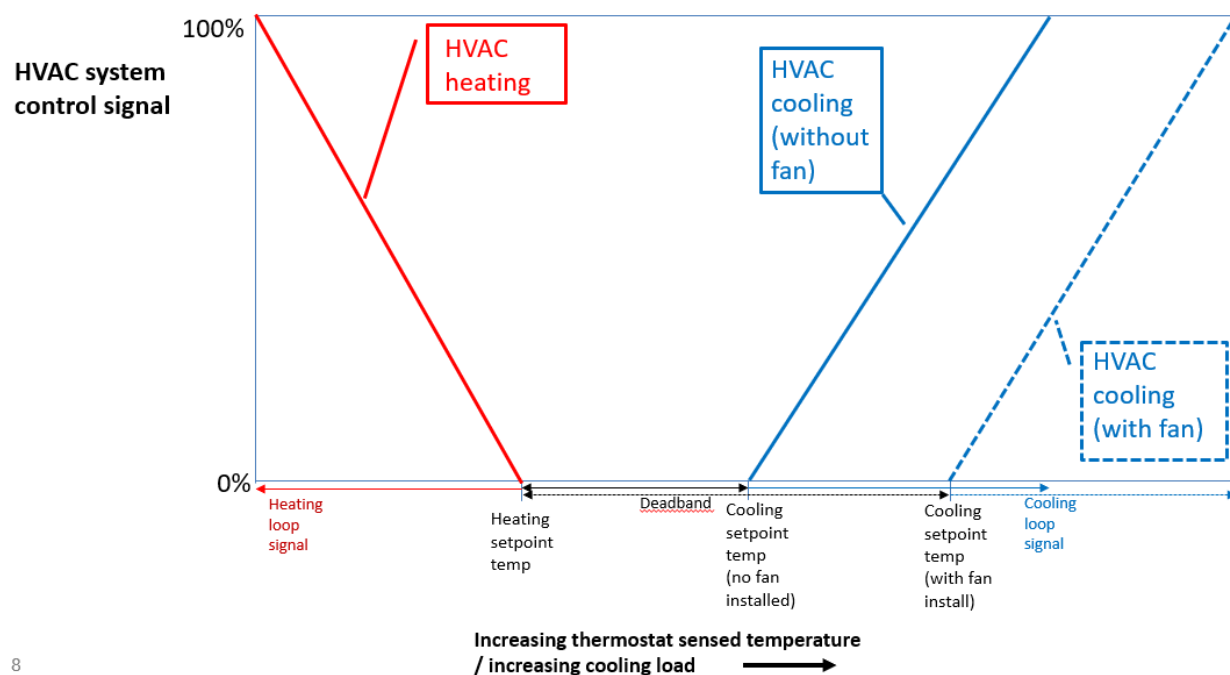 100%
HVAC system
control signal
HVAC
heating
HVAC
cooling
(without
fan)
HVAC
cooling
(with fan)
0%
Heating
loop
signal
Heating
setpoint
temp
Deadband
Cooling
setpoint
temp
(no fan
installed)
Cooling
setpoint
temp
(with fan
install)
Cooling
loop
signal
Increasing thermostat sensed temperature
/ increasing cooling load
8